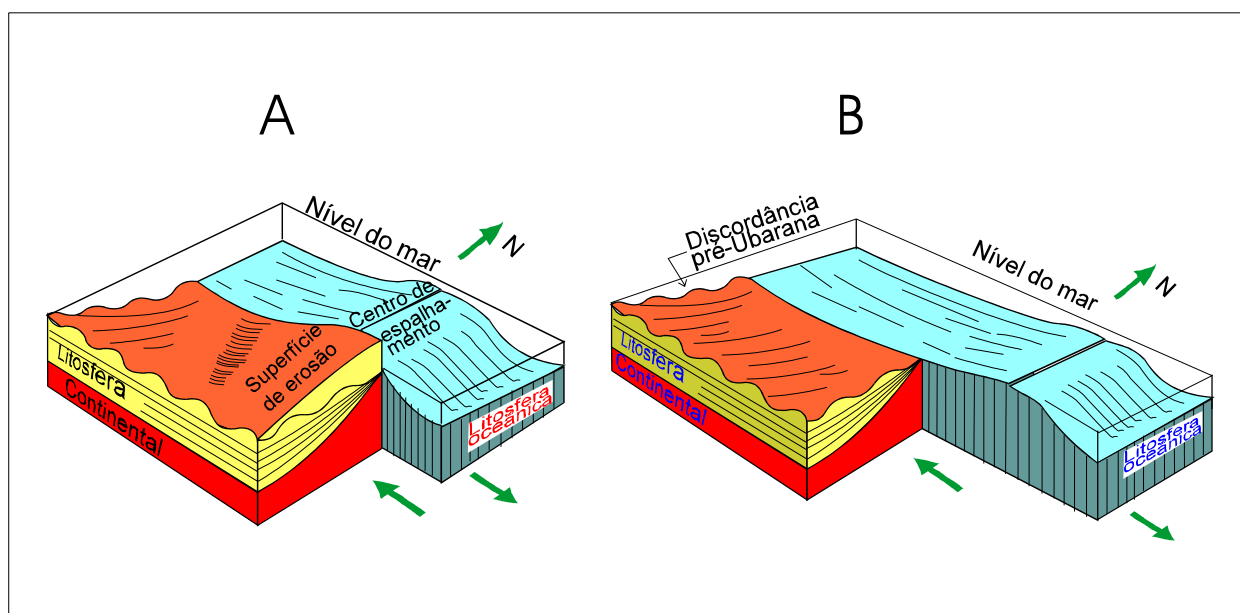 A
Nível do mar
N
Centro de
espalha-
mento
Superfície
de erosão
Litosfera
Continental
Litosfera
oceânica
B
Discordância
pré-Ubarana
Nível do mar
N
Litosfera
Continental
Litosfera
oceânica